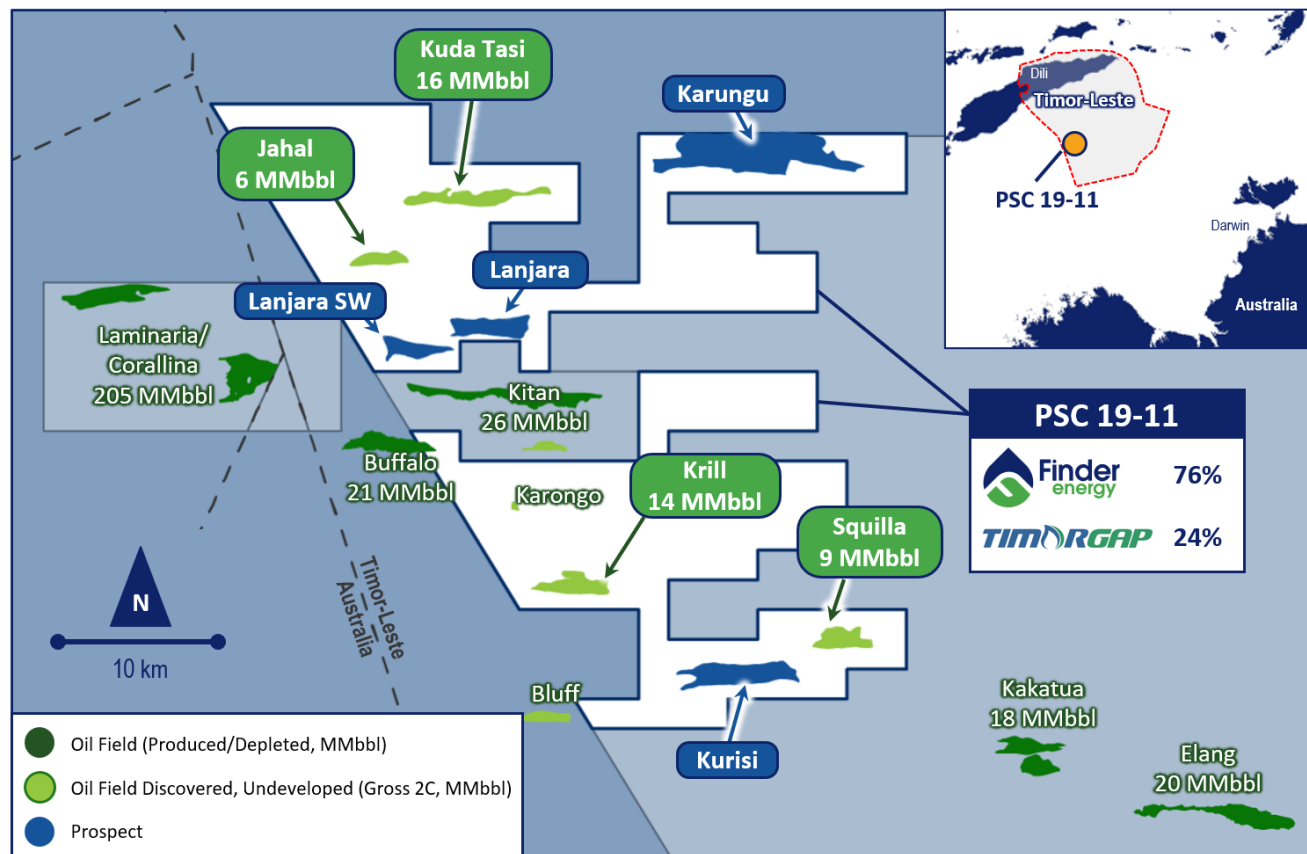 Kuda Tasi
16 MMbbl
Karungu
Jahal
6 MMbbl
Lanjara
Lanjara SW
Laminaria/
Corallina
205 MMbbl
Kitan
26 MMbbl
Buffalo
21 MMbbl
Karongo
Krill
14 MMbbl
Squilla
9 MMbbl
Bluff
Kurisi
Kakatua
18 MMbbl
Elang
20 MMbbl
Timor-Leste
Australia
N
10 km
Oil Field (Produced/Depleted, MMbbl)
Oil Field Discovered, Undeveloped (Gross 2C, MMbbl)
Prospect
Dili
Timor-Leste
PSC 19-11
Darwin
Australia
PSC 19-11
Finder
energy
76%
TIMORGAP
24%